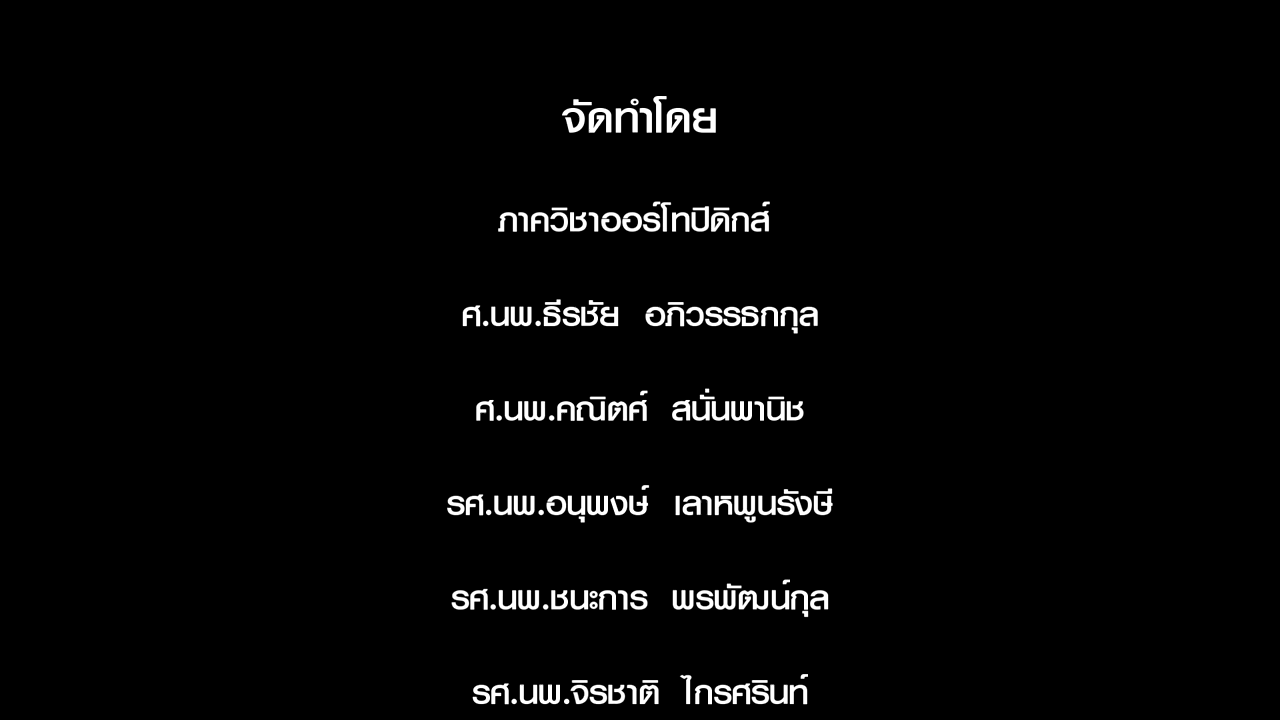 จัดทำโดย
ภาควิชาออร์โทปิดิกส์
ศ.นพ.ธีรชัย อภิวรรธกกุล
ศ.นพ.คณิตศ์ สนั่นพานิช
รศ.นพ.อนุพงษ์ เลาหพูนรังษี
รศ.นพ.ชนะการ พรพัฒน์กุล
รศ.นพ.จิรชาติ ไกรศรินท์